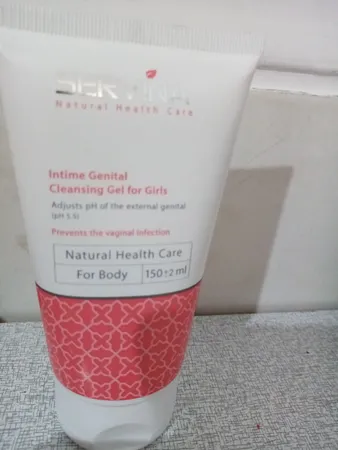 Natural Health Care
Intime Genital
Cleansing Gel for Girls
Adjusts pH of the external genital
(pH 5.5)
Prevents the vaginal infection
Natural Health Care
For Body
150±2 ml